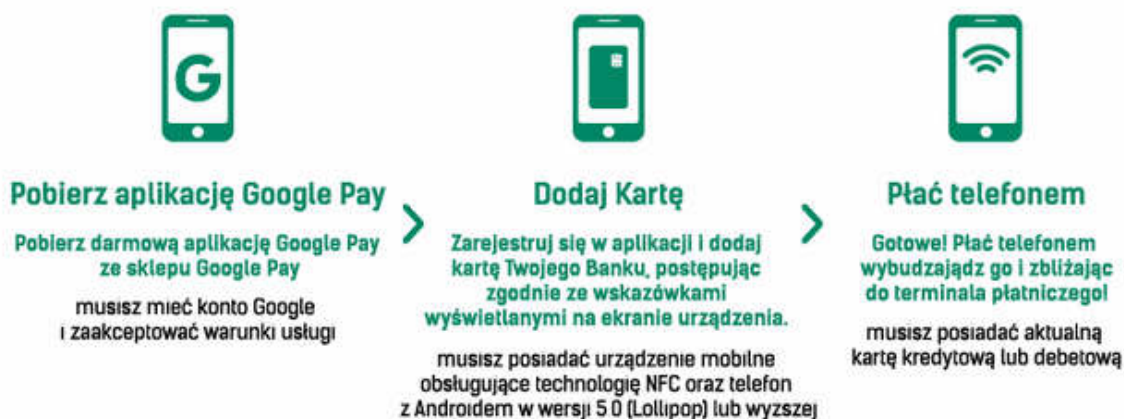 G
Pobierz aplikację Google Pay
Pobierz darmową aplikację Google Pay
ze sklepu Google Pay
musisz mieć konto Google
i zaakceptować warunki usługi
Dodaj Kartę
Zarejestruj się w aplikacji i dodaj
kartę Twojego Banku, postępując
zgodnie ze wskazówkami
wyświetlanymi na ekranie urządzenia.
musisz posiadać urządzenie mobilne
obsługujące technologię NFC oraz telefon
z Androidem w wersji 5 0 (Lollipop) lub wyzszej
Płać telefonem
Gotowe! Płać telefonem
wybudzajądz go i zbliżając
do terminala płatniczego!
musisz posiadać aktualną
kartę kredytową lub debetową